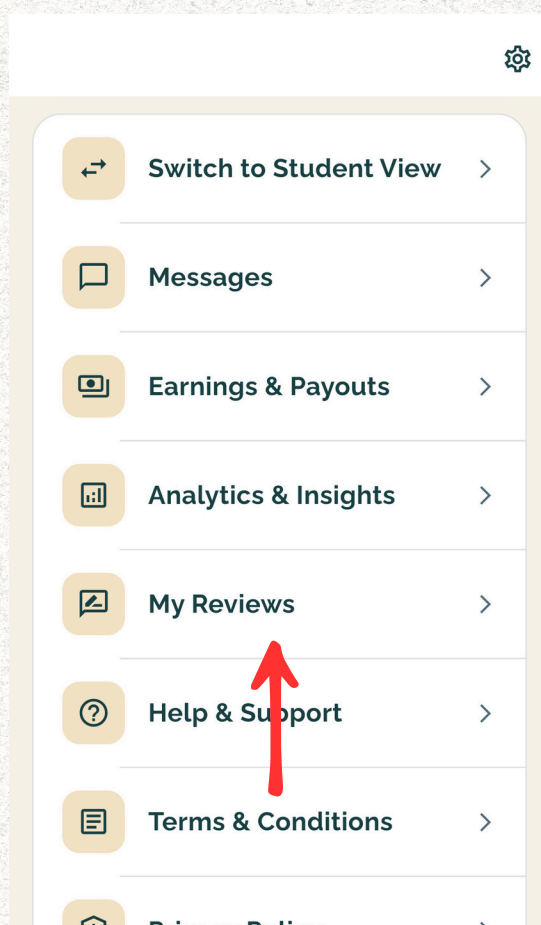 Switch to Student View
Messages
Earnings & Payouts
Analytics & Insights
My Reviews
Help & Support
Terms & Conditions